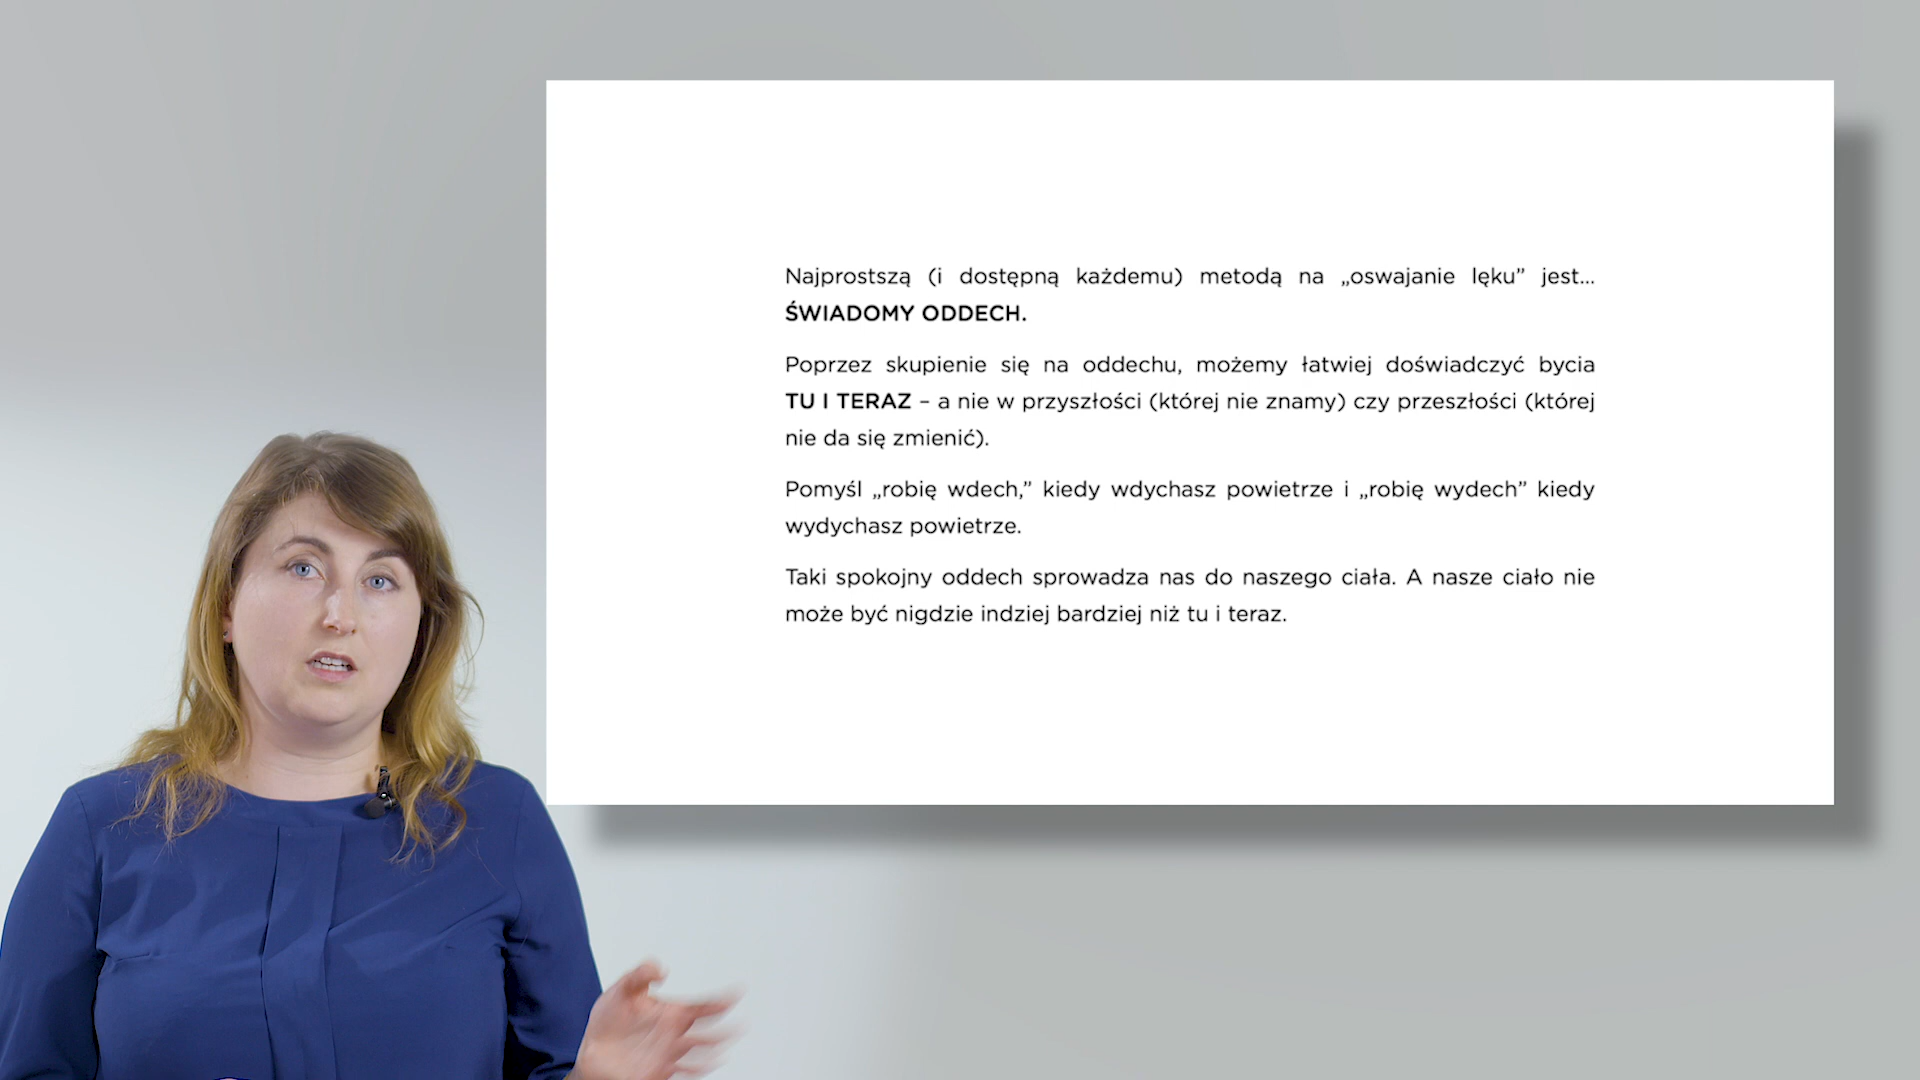 Najprostszą (i dostępną każdemu) metodą na „oswajanie lęku” jest...
ŚWIADOMY ODDECH.
Poprzez skupienie się na oddechu, możemy łatwiej doświadczyć bycia
TU I TERAZ – a nie w przyszłości (której nie znamy) czy przeszłości (której
nie da się zmienić).
Pomyśl „robię wdech,” kiedy wdychasz powietrze i „robię wydech” kiedy
wydychasz powietrze.
Taki spokojny oddech sprowadza nas do naszego ciała. A nasze ciało nie
może być nigdzie indziej bardziej niż tu i teraz.